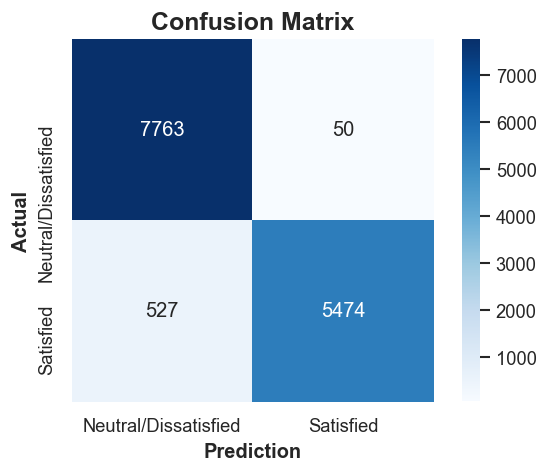 Confusion Matrix
7763
50
527
5474
Actual
Neutral/Dissatisfied
Satisfied
Neutral/Dissatisfied
Satisfied
Prediction
7000
6000
5000
4000
3000
2000
1000